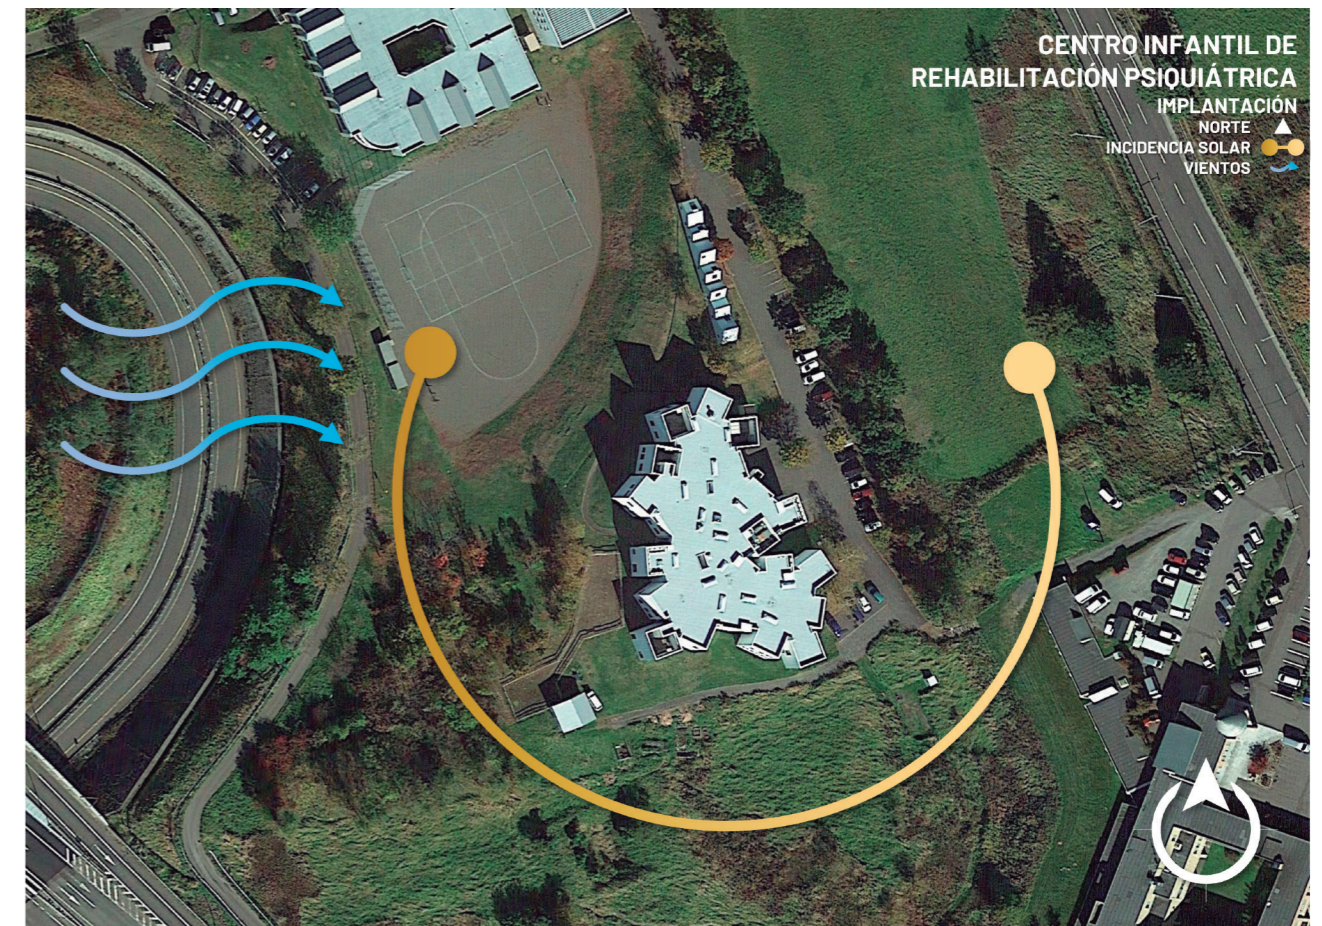 CENTRO INFANTIL DE
REHABILITACIÓN PSIQUIÁTRICA
IMPLANTACIÓN
NORTE
INCIDENCIA SOLAR
VIENTOS